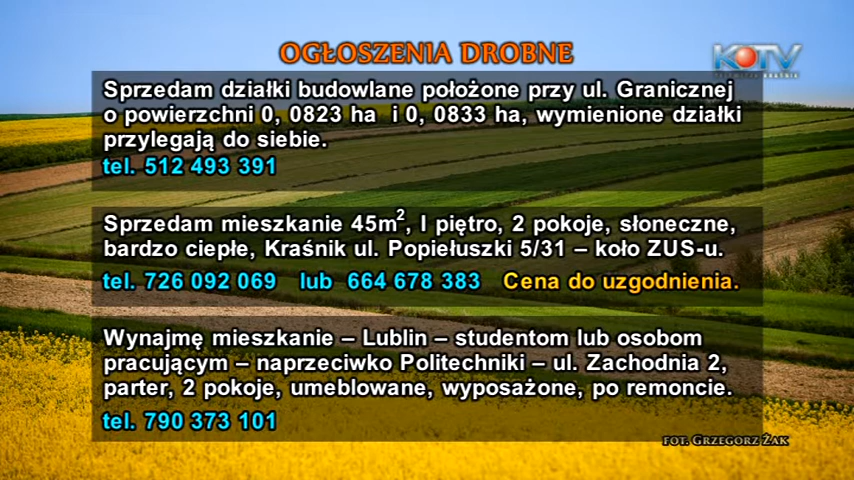 OGŁOSZENIA DROBNE
KOTV
Sprzedam działki budowlane położone przy ul. Granicznej
o powierzchni 0, 0823 ha i 0, 0833 ha, wymienione działki
przylegają do siebie.
tel. 512 493 391
Sprzedam mieszkanie 45m², I piętro, 2 pokoje, słoneczne,
bardzo ciepłe, Kraśnik ul. Popiełuszki 5/31 – koło ZUS-u.
tel. 726 092 069 lub 664 678 383 Cena do uzgodnienia.
Wynajmę mieszkanie – Lublin – studentom lub osobom
pracującym – naprzeciwko Politechniki – ul. Zachodnia 2,
parter, 2 pokoje, umeblowane, wyposażone, po remoncie.
tel. 790 373 101
FOT. GRZEGORZ ŻAK